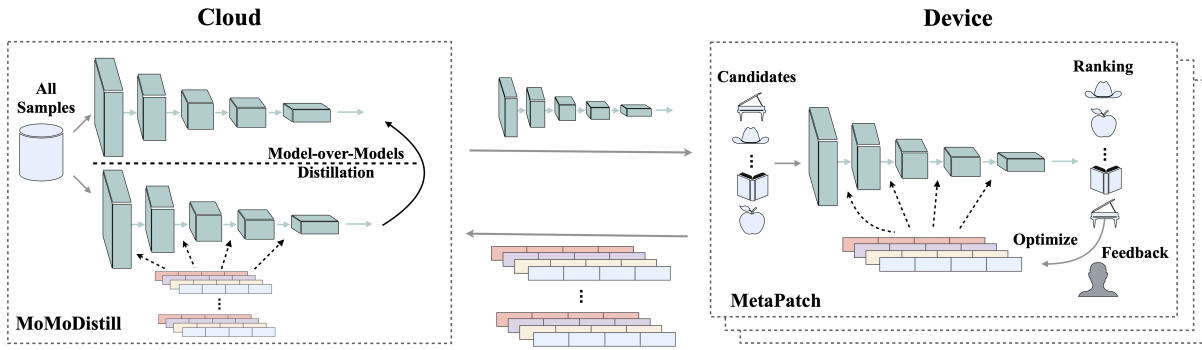 Cloud
Device
All
Samples
Model-over-Models
Distillation
MoMoDistill
Candidates
Ranking
Optimize
Feedback
MetaPatch